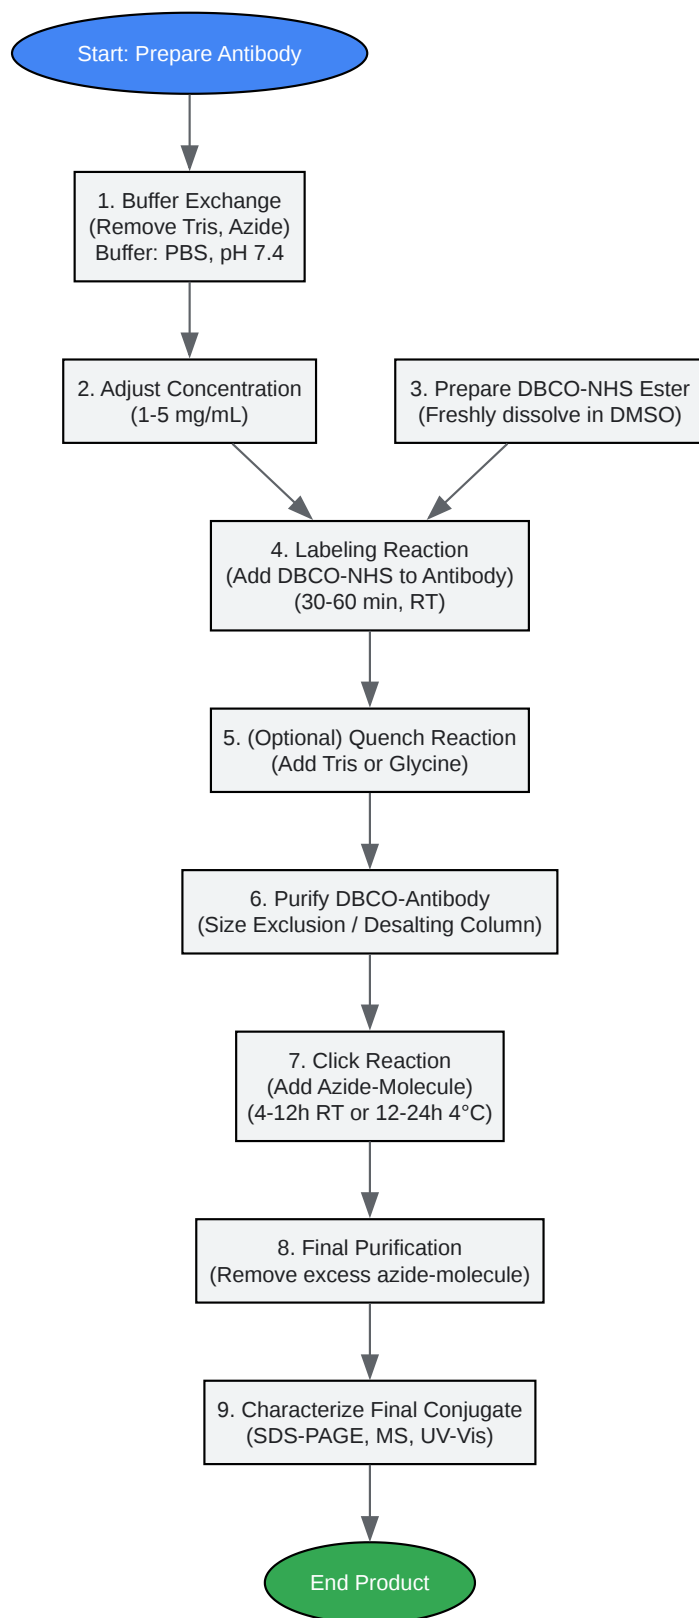 Start: Prepare Antibody
1. Buffer Exchange
(Remove Tris, Azide)
Buffer: PBS, pH 7.4
2. Adjust Concentration
(1-5 mg/mL)
3. Prepare DBCO-NHS Ester
(Freshly dissolve in DMSO)
4. Labeling Reaction
(Add DBCO-NHS to Antibody)
(30-60 min, RT)
5. (Optional) Quench Reaction
(Add Tris or Glycine)
6. Purify DBCO-Antibody
(Size Exclusion / Desalting Column)
7. Click Reaction
(Add Azide-Molecule)
(4-12h RT or 12-24h 4°C)
8. Final Purification
(Remove excess azide-molecule)
9. Characterize Final Conjugate
(SDS-PAGE, MS, UV-Vis)
End Product